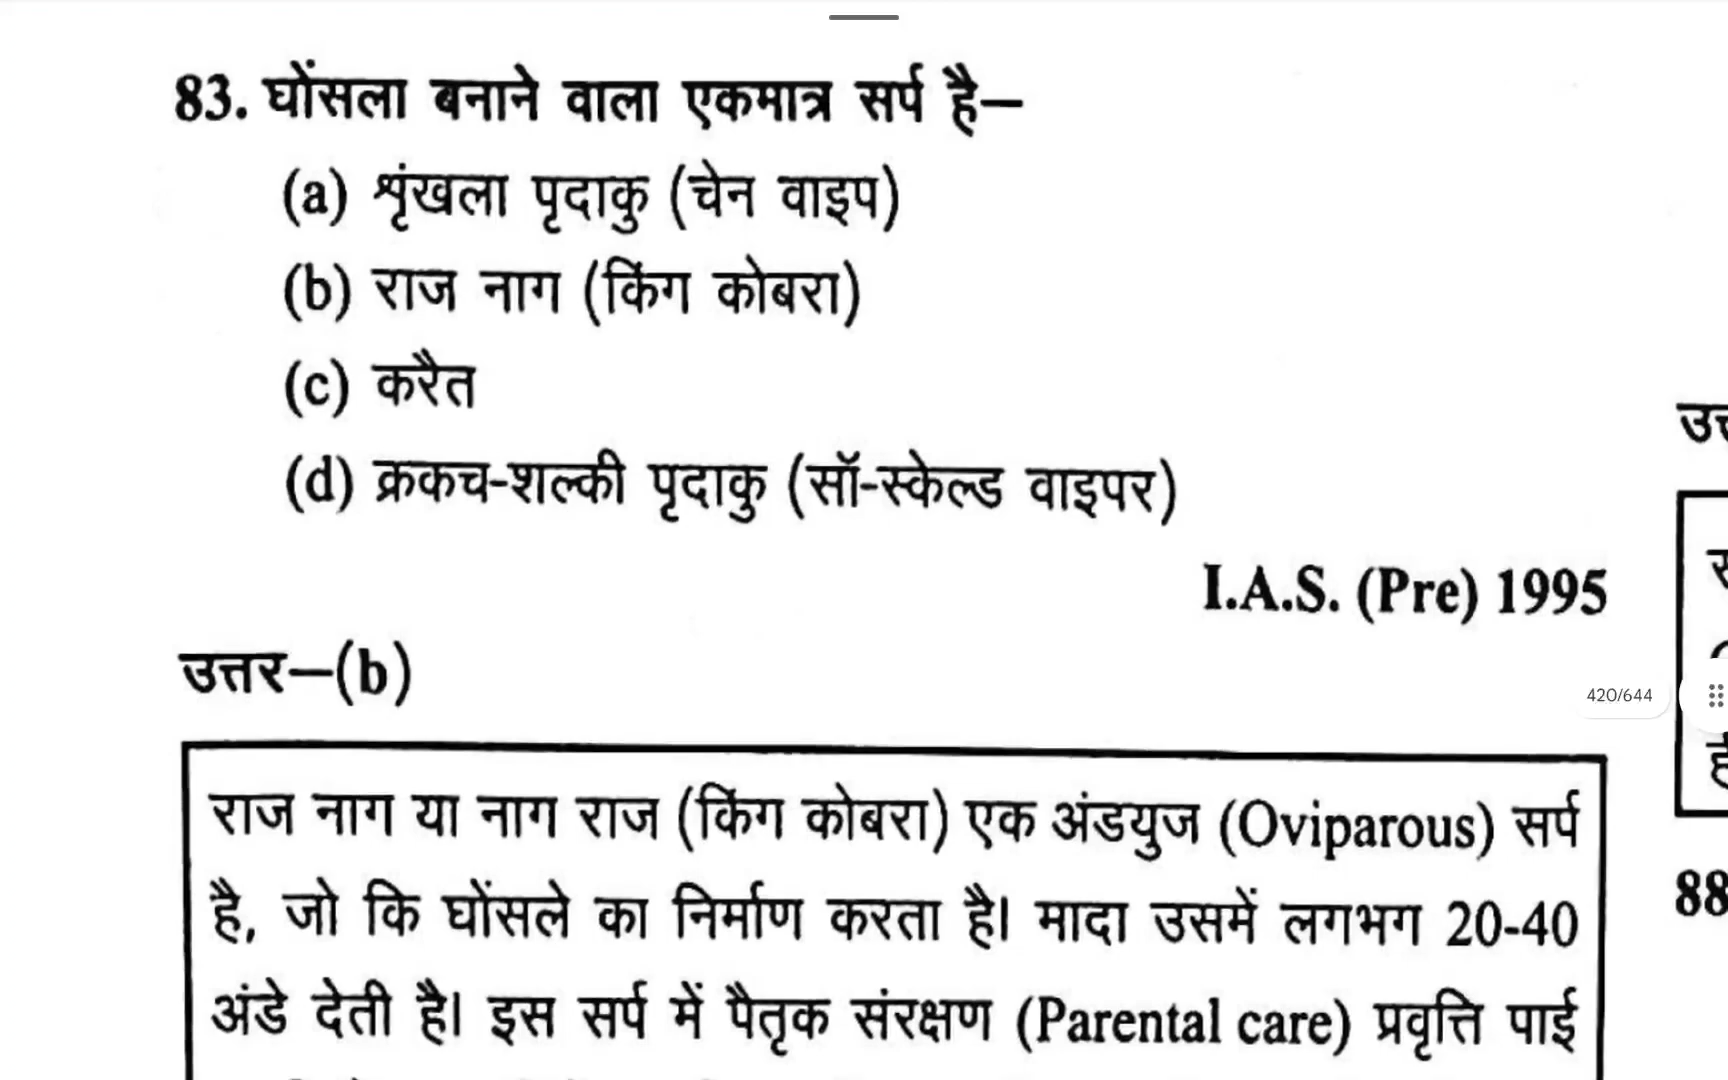 83. घोंसला बनाने वाला एकमात्र सर्प है–
(a) शृंखला पृदाकु (चेन वाइप)
(b) राज नाग (किंग कोबरा)
(c) करैत
(d) क्रकच-शल्की पृदाकु (सॉ-स्केल्ड वाइपर)
I.A.S. (Pre) 1995
उत्तर–(b)
राज नाग या नाग राज (किंग कोबरा) एक अंडयुज (Oviparous) सर्प
है, जो कि घोंसले का निर्माण करता है। मादा उसमें लगभग 20-40
अंडे देती है। इस सर्प में पैतृक संरक्षण (Parental care) प्रवृत्ति पाई
420/644
88